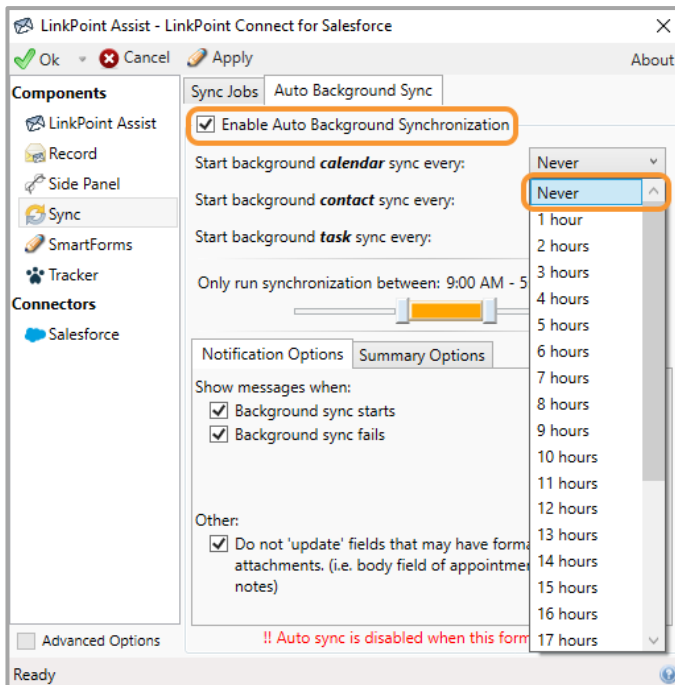 LinkPoint Assist - LinkPoint Connect for Salesforce
Ok Cancel Apply About
Components
LinkPoint Assist
Record
Side Panel
Sync
SmartForms
Tracker
Connectors
Salesforce
Advanced Options
Sync Jobs Auto Background Sync
Enable Auto Background Synchronization
Start background calendar sync every: Never
Start background contact sync every:
Start background task sync every:
Only run synchronization between: 9:00 AM - 5
Notification Options Summary Options
Show messages when:
Background sync starts
Background sync fails
Other:
Do not 'update' fields that may have forma
attachments. (i.e. body field of appointme
notes)
!! Auto sync is disabled when this form
Never
1 hour
2 hours
3 hours
4 hours
5 hours
6 hours
7 hours
8 hours
9 hours
10 hours
11 hours
12 hours
13 hours
14 hours
15 hours
16 hours
17 hours
Ready